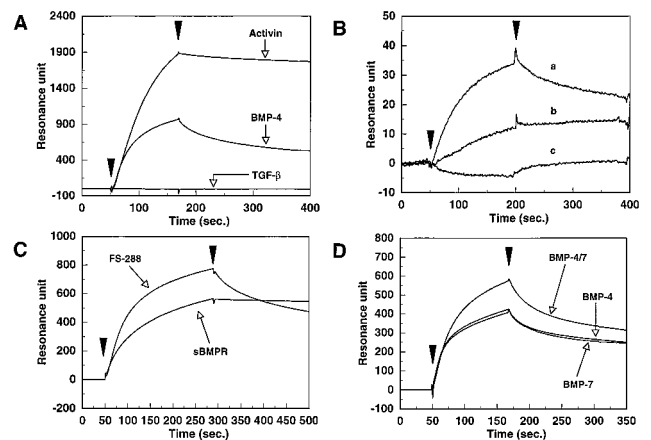 A
2400
1900
1400
900
400
-100
Resonance unit
0
100
200
300
400
Time (sec.)
Activin
BMP-4
TGF-β
B
50
40
30
20
10
0
-10
Resonance unit
0
100
200
300
400
Time (sec.)
a
b
c
C
1000
800
600
400
200
0
-200
Resonance unit
0
50
100
150
200
250
300
350
400
450
500
Time (sec.)
FS-288
sBMPR
D
800
700
600
500
400
300
200
100
0
-100
Resonance unit
0
50
100
150
200
250
300
350
Time (sec.)
BMP-4/7
BMP-4
BMP-7